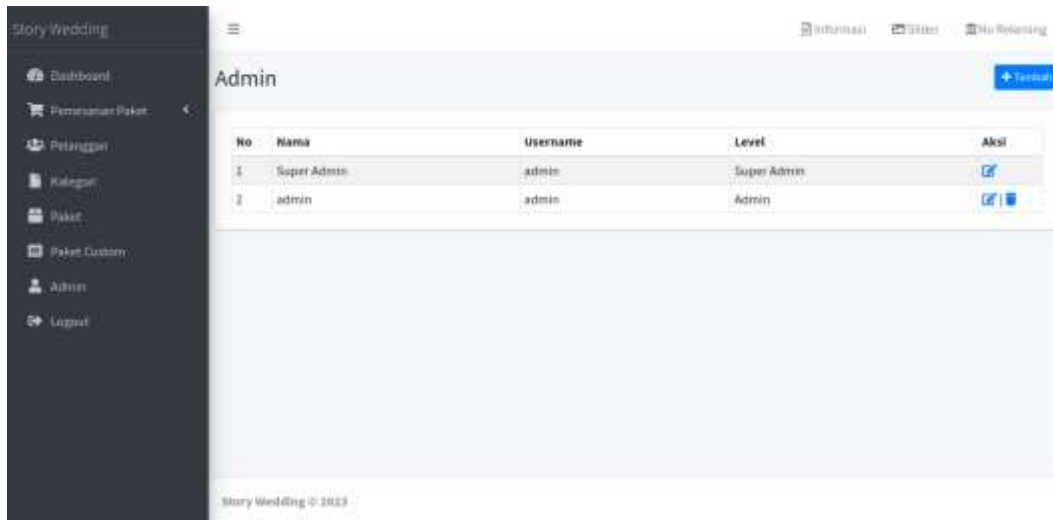 Story Wedding
Informasi Slider No Rekening
Dashboard
Pemesanan Paket
Pelanggan
Kategori
Paket
Paket Custom
Admin
Logout
Admin
Tambah
No Nama Username Level Aksi
1 Super Admin admin Super Admin
2 admin admin Admin
Story Wedding © 2023